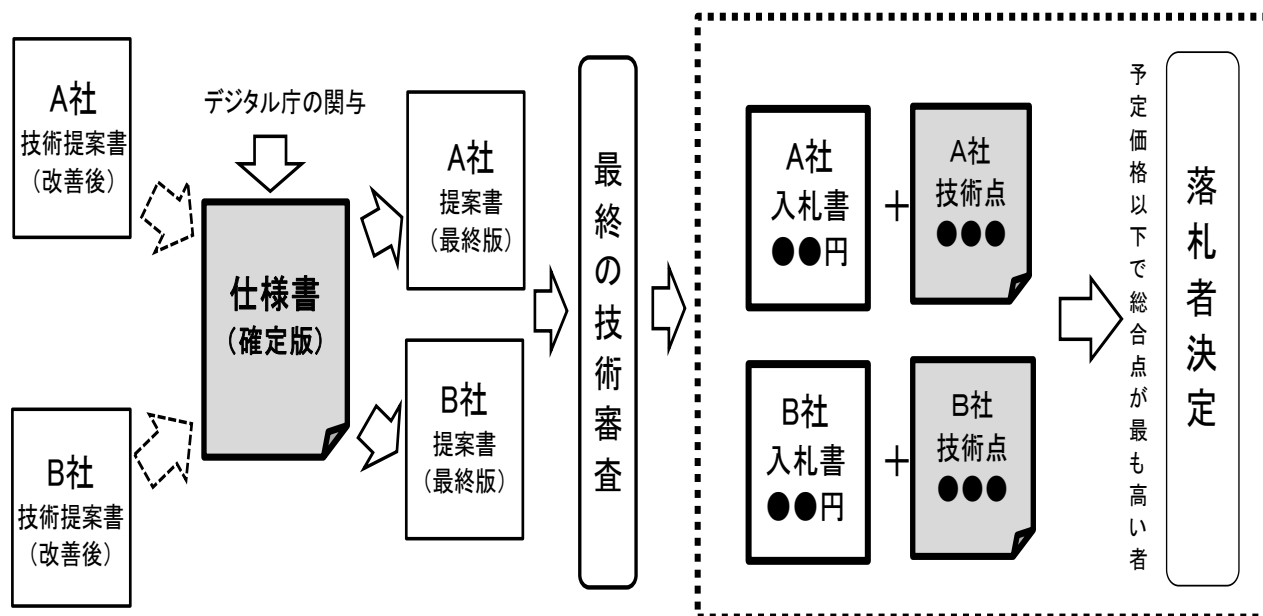 A社
技術提案書
（改善後）
B社
技術提案書
（改善後）
デジタル庁の関与
仕様書
（確定版）
A社
提案書
（最終版）
B社
提案書
（最終版）
最終の技術審査
A社
入札書
●●円
+
A社
技術点
●●●
B社
入札書
●●円
+
B社
技術点
●●●
予定価格以下で総合点が最も高い者
落札者決定